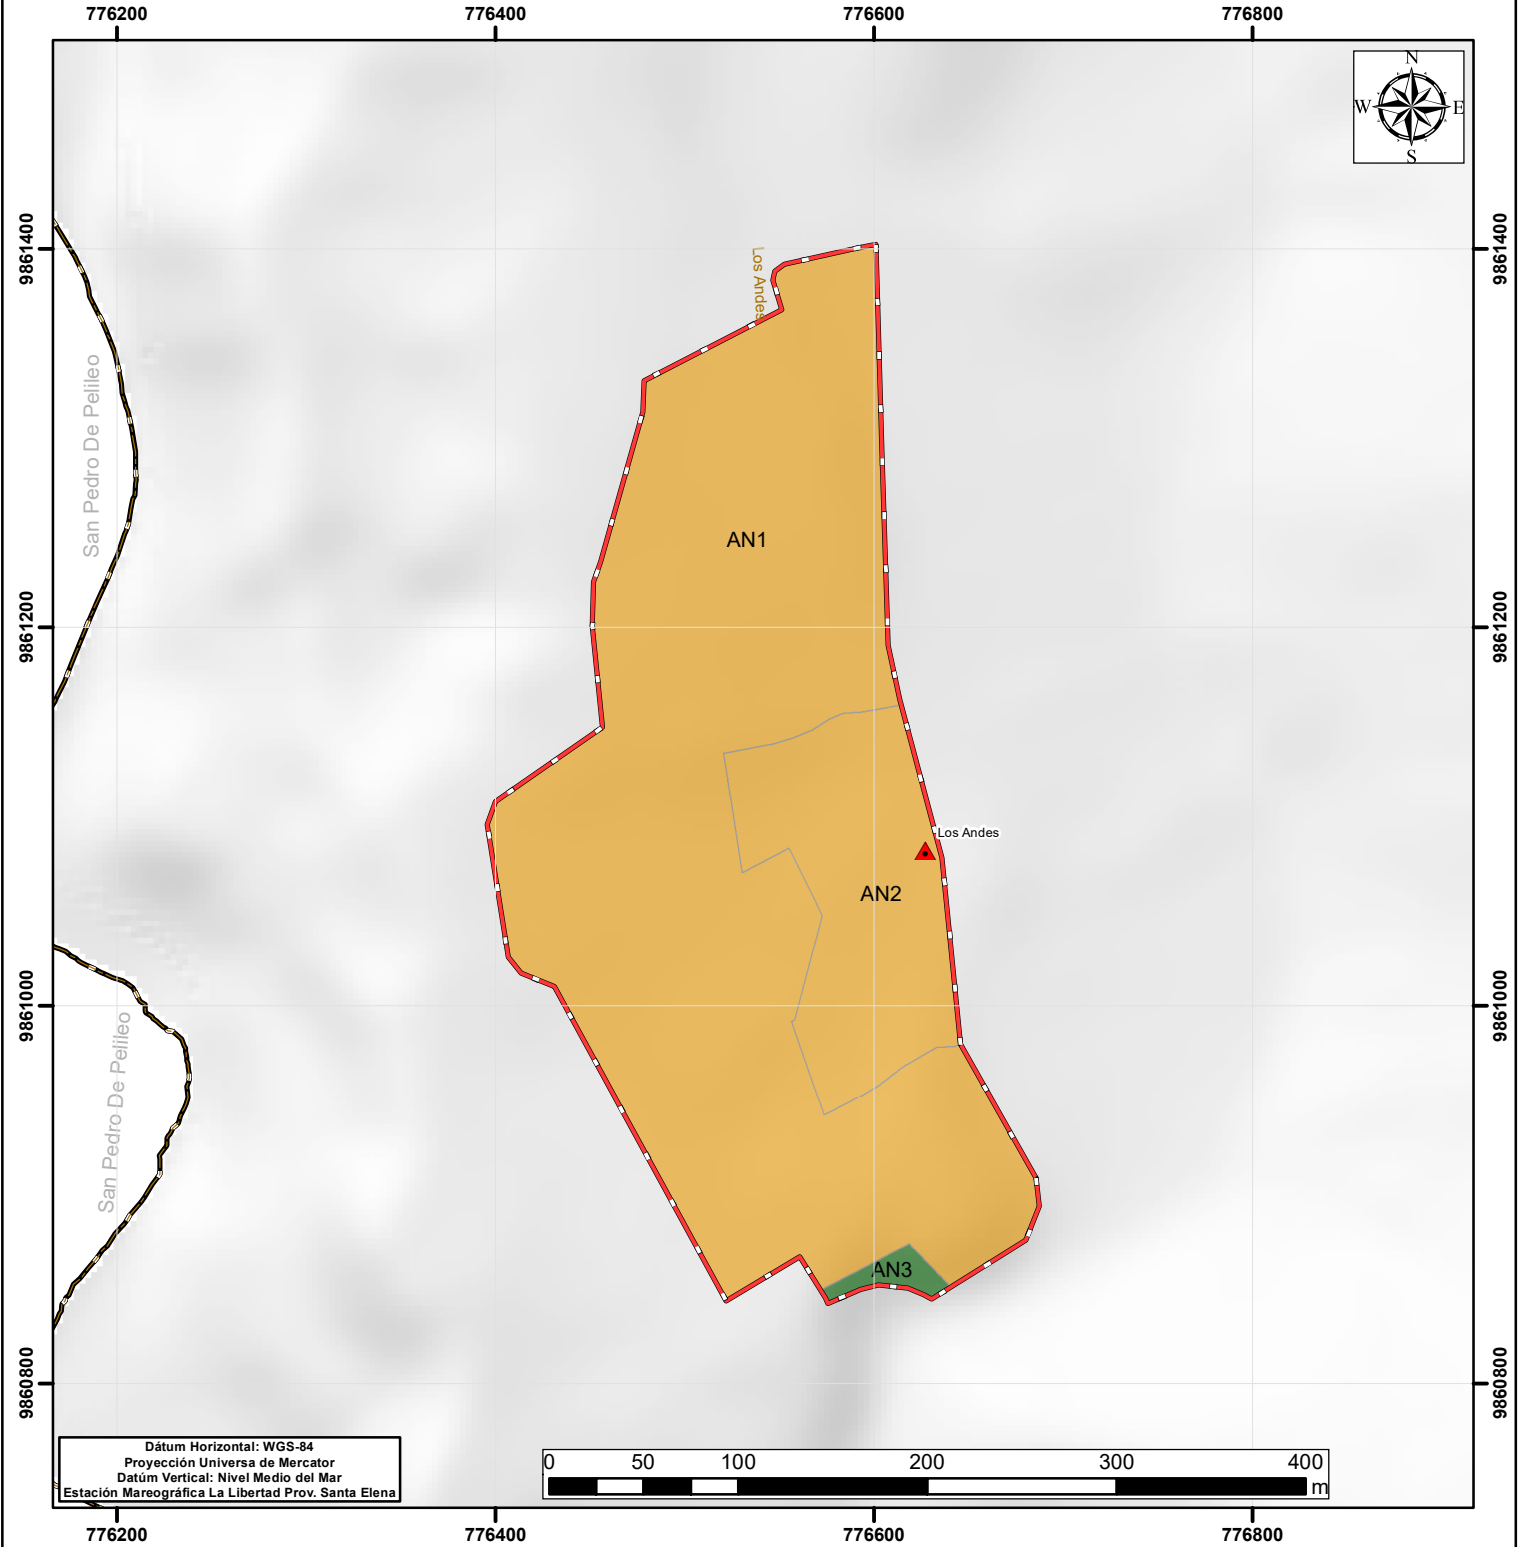 776200
776400
776600
776800
N
W
E
S
9861400
9861400
Los Andes
San Pedro De Pelileo
AN1
9861200
9861200
Los Andes
AN2
9861000
9861000
San Pedro De Pelileo
AN3
9860800
9860800
Dátum Horizontal: WGS-84
Proyección Universa de Mercator
Datúm Vertical: Nivel Medio del Mar
Estación Mareográfica La Libertad Prov. Santa Elena
0 50 100 200 300 400
m
776200
776400
776600
776800